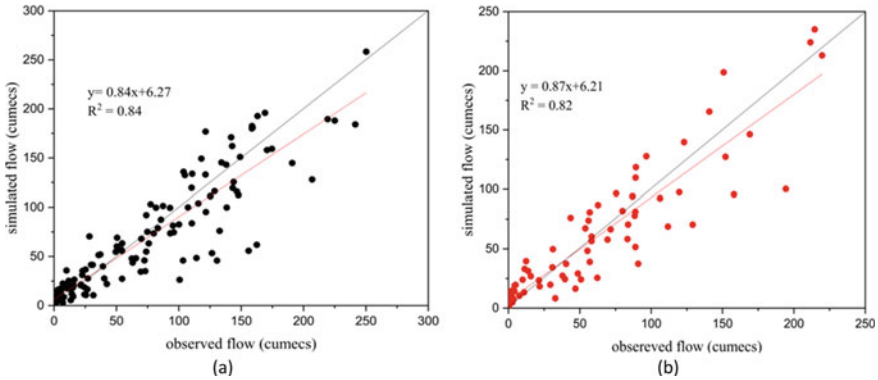 300
250
200
150
100
50
0
simulated flow (cumecs)
y= 0.84x+6.27
R² = 0.84
0 50 100 150 200 250 300
obsreved flow (cumecs)
(a)
250
200
150
100
50
0
simulated flow (cumecs)
y = 0.87x+6.21
R² = 0.82
0 50 100 150 200 250
obsereved flow (cumecs)
(b)